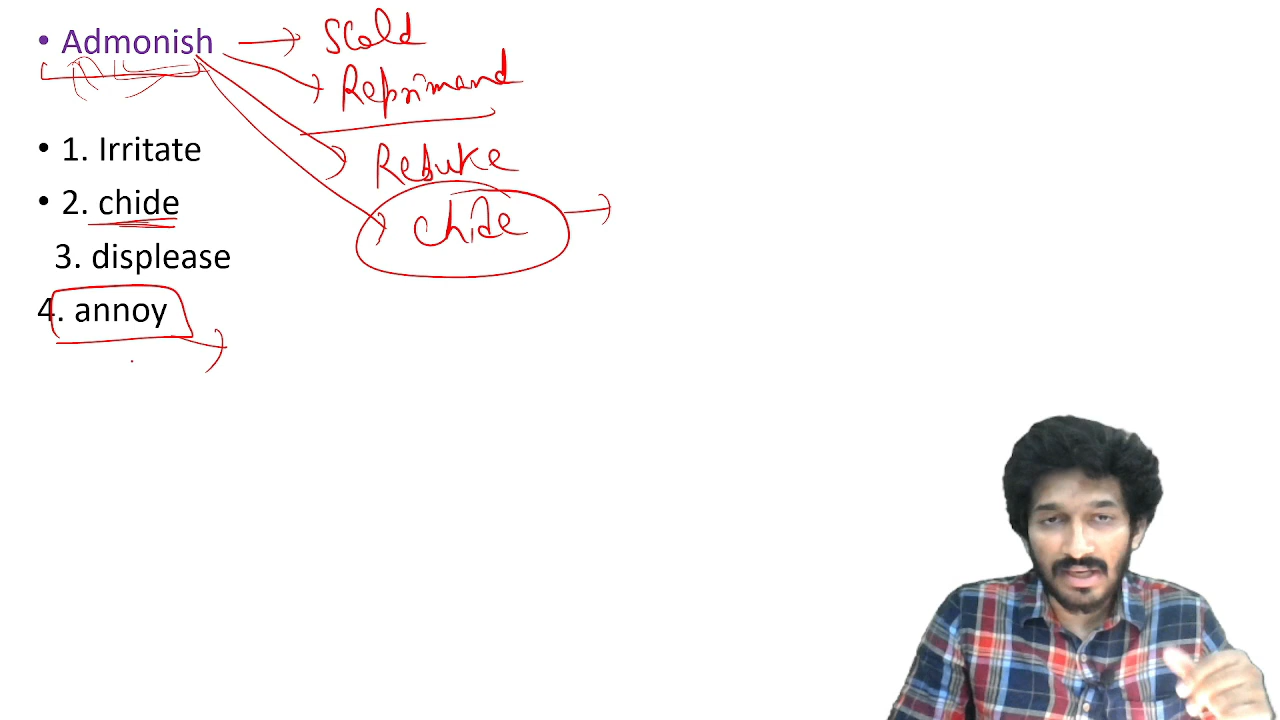 • Admonish
Scold
Reprimand
• 1. Irritate
Rebuke
• 2. chide
chide
3. displease
4. annoy